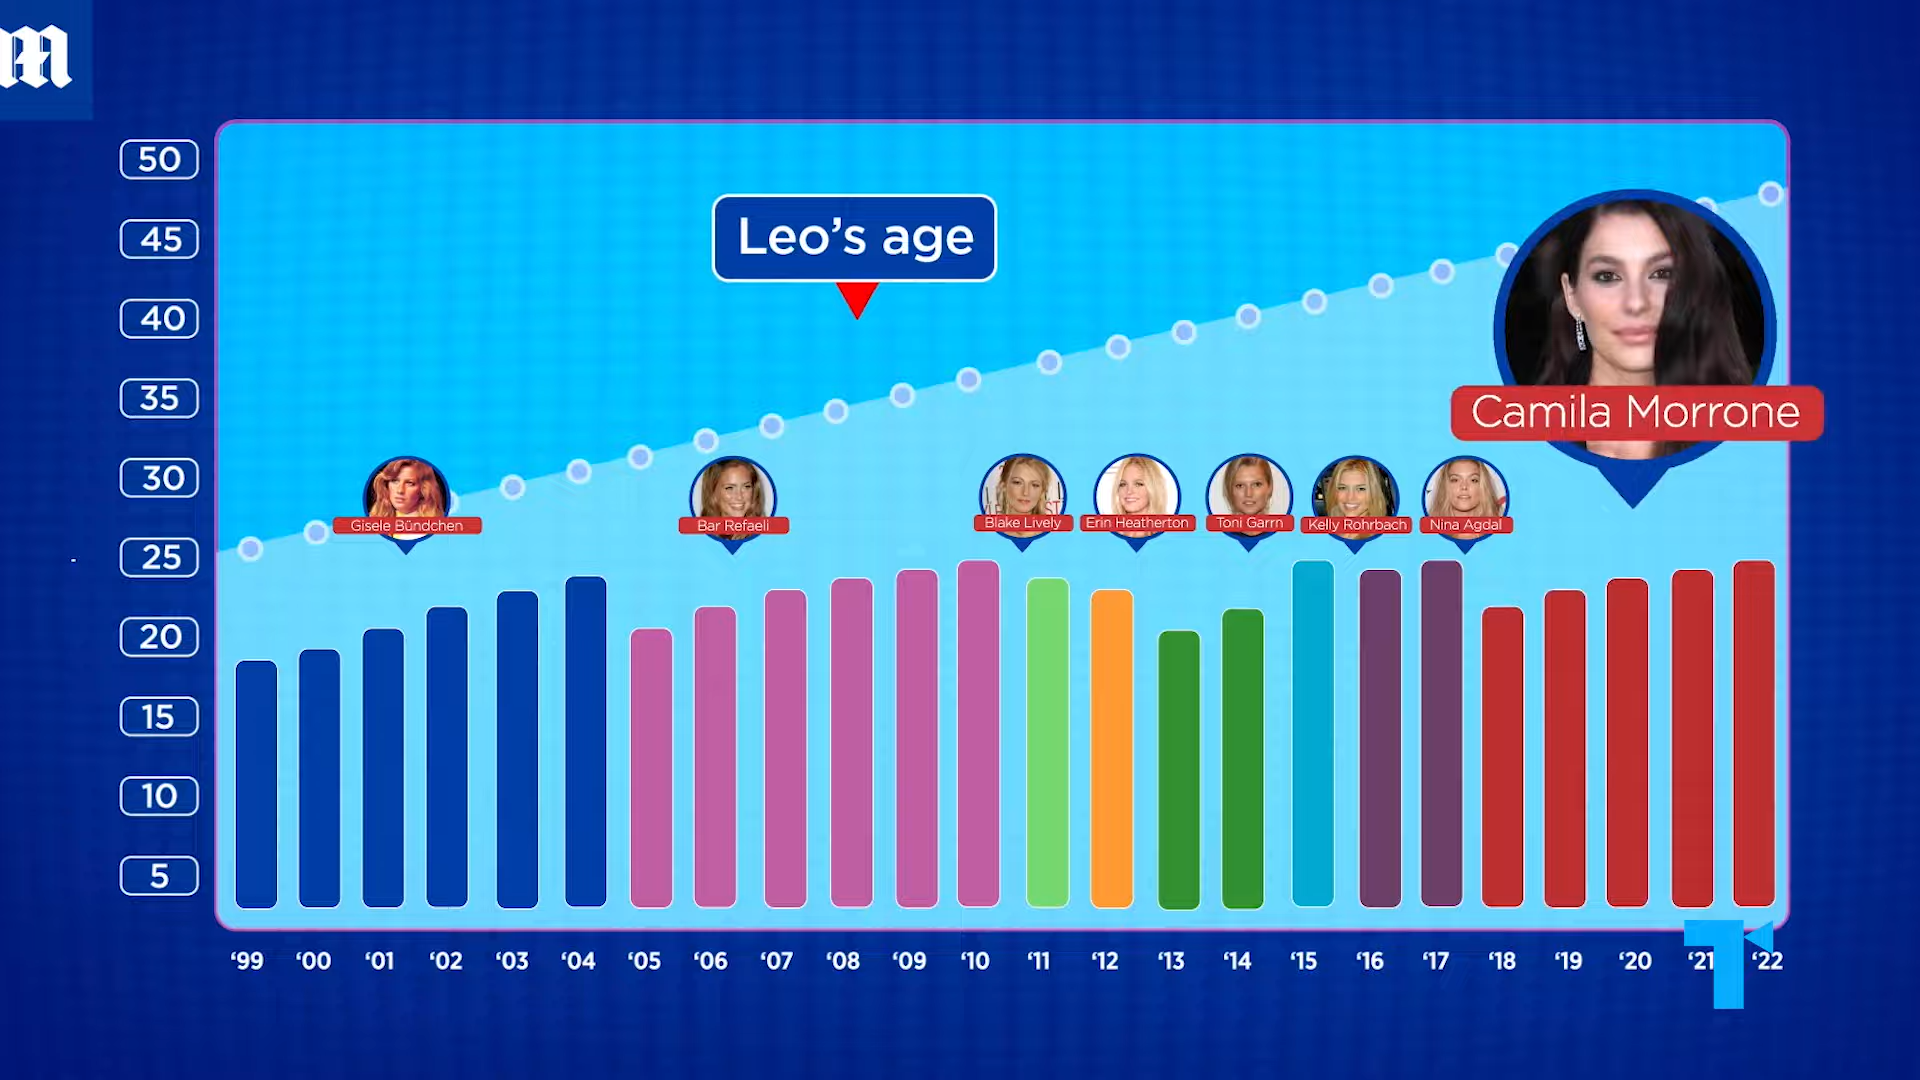 m
50
45
40
35
30
25
20
15
10
5
Leo's age
Camila Morrone
Gisele Bündchen
Bar Refaeli
Blake Lively
Erin Heatherton
Toni Garrn
Kelly Rohrbach
Nina Agdal
‘99 ‘00 ‘01 ‘02 ‘03 ‘04 ‘05 ‘06 ‘07 ‘08 ‘09 ‘10 ‘11 ‘12 ‘13 ‘14 ‘15 ‘16 ‘17 ‘18 ‘19 ‘20 ‘21 ‘22
T